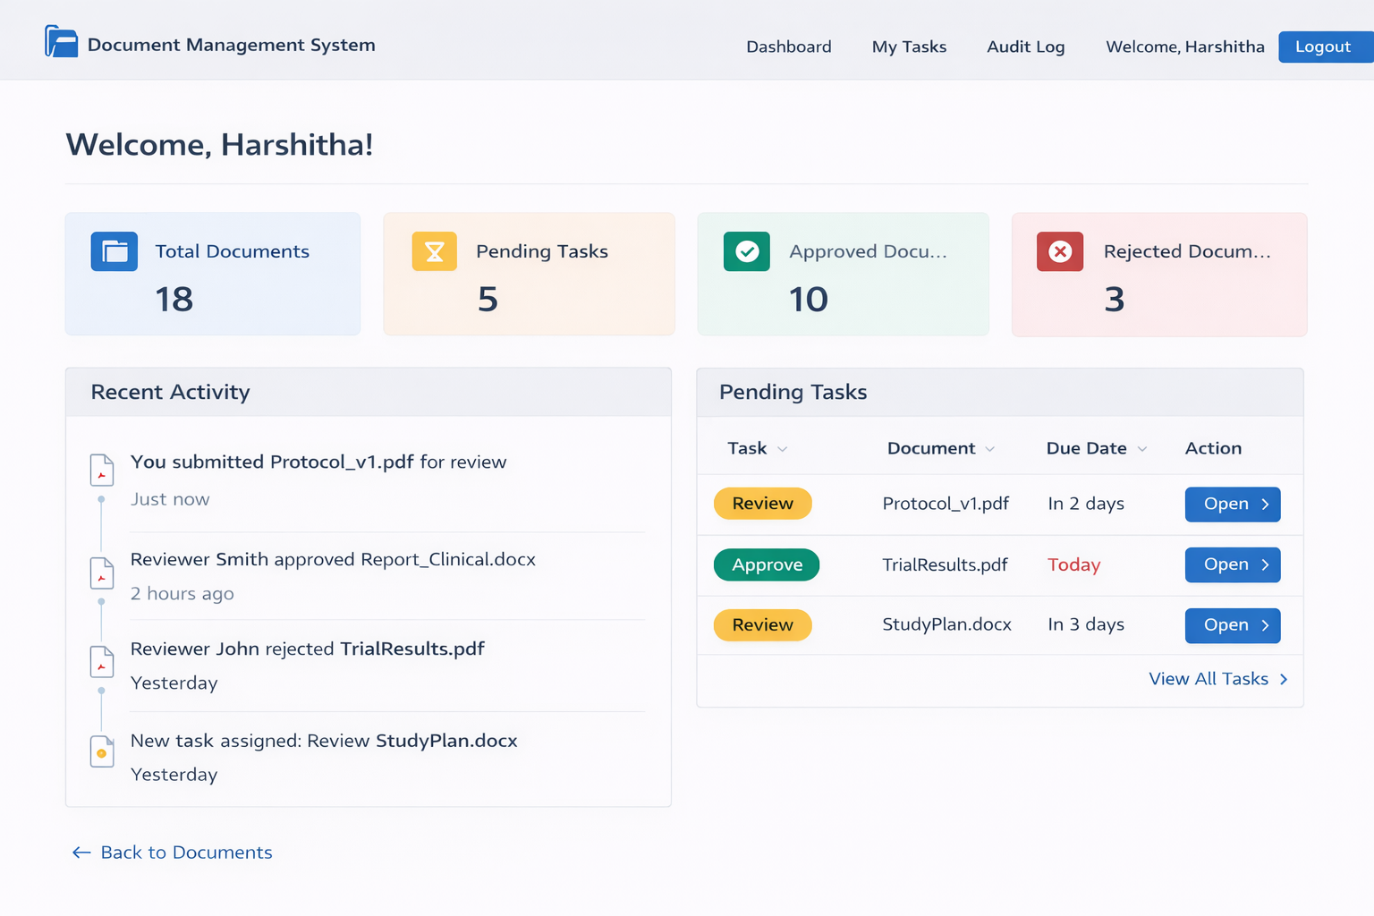 Document Management System
Dashboard My Tasks Audit Log Welcome, Harshitha Logout
Welcome, Harshitha!
Total Documents
18
Pending Tasks
5
Approved Docu...
10
Rejected Docum...
3
Recent Activity
You submitted Protocol_v1.pdf for review
Just now
Reviewer Smith approved Report_Clinical.docx
2 hours ago
Reviewer John rejected TrialResults.pdf
Yesterday
New task assigned: Review StudyPlan.docx
Yesterday
Pending Tasks
Task Document Due Date Action
Review Protocol_v1.pdf In 2 days Open
Approve TrialResults.pdf Today Open
Review StudyPlan.docx In 3 days Open
View All Tasks
Back to Documents